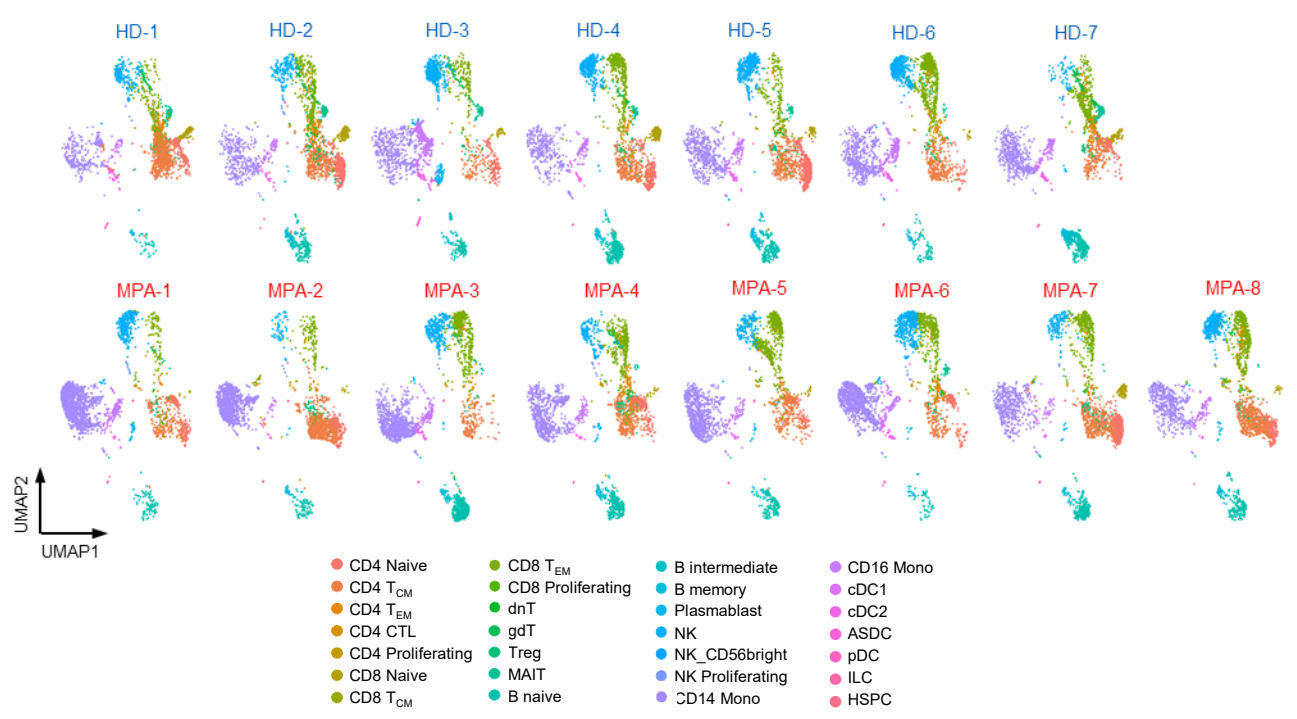 HD-1 HD-2 HD-3 HD-4 HD-5 HD-6 HD-7
MPA-1 MPA-2 MPA-3 MPA-4 MPA-5 MPA-6 MPA-7 MPA-8
UMAP2
UMAP1
CD4 Naive
CD4 TCM
CD4 TEM
CD4 CTL
CD4 Proliferating
CD8 Naive
CD8 TCM
CD8 TEM
CD8 Proliferating
dnT
gdT
Treg
MAIT
B naive
B intermediate
B memory
Plasmablast
NK
NK_CD56bright
NK Proliferating
CD14 Mono
CD16 Mono
cDC1
cDC2
ASDC
pDC
ILC
HSPC